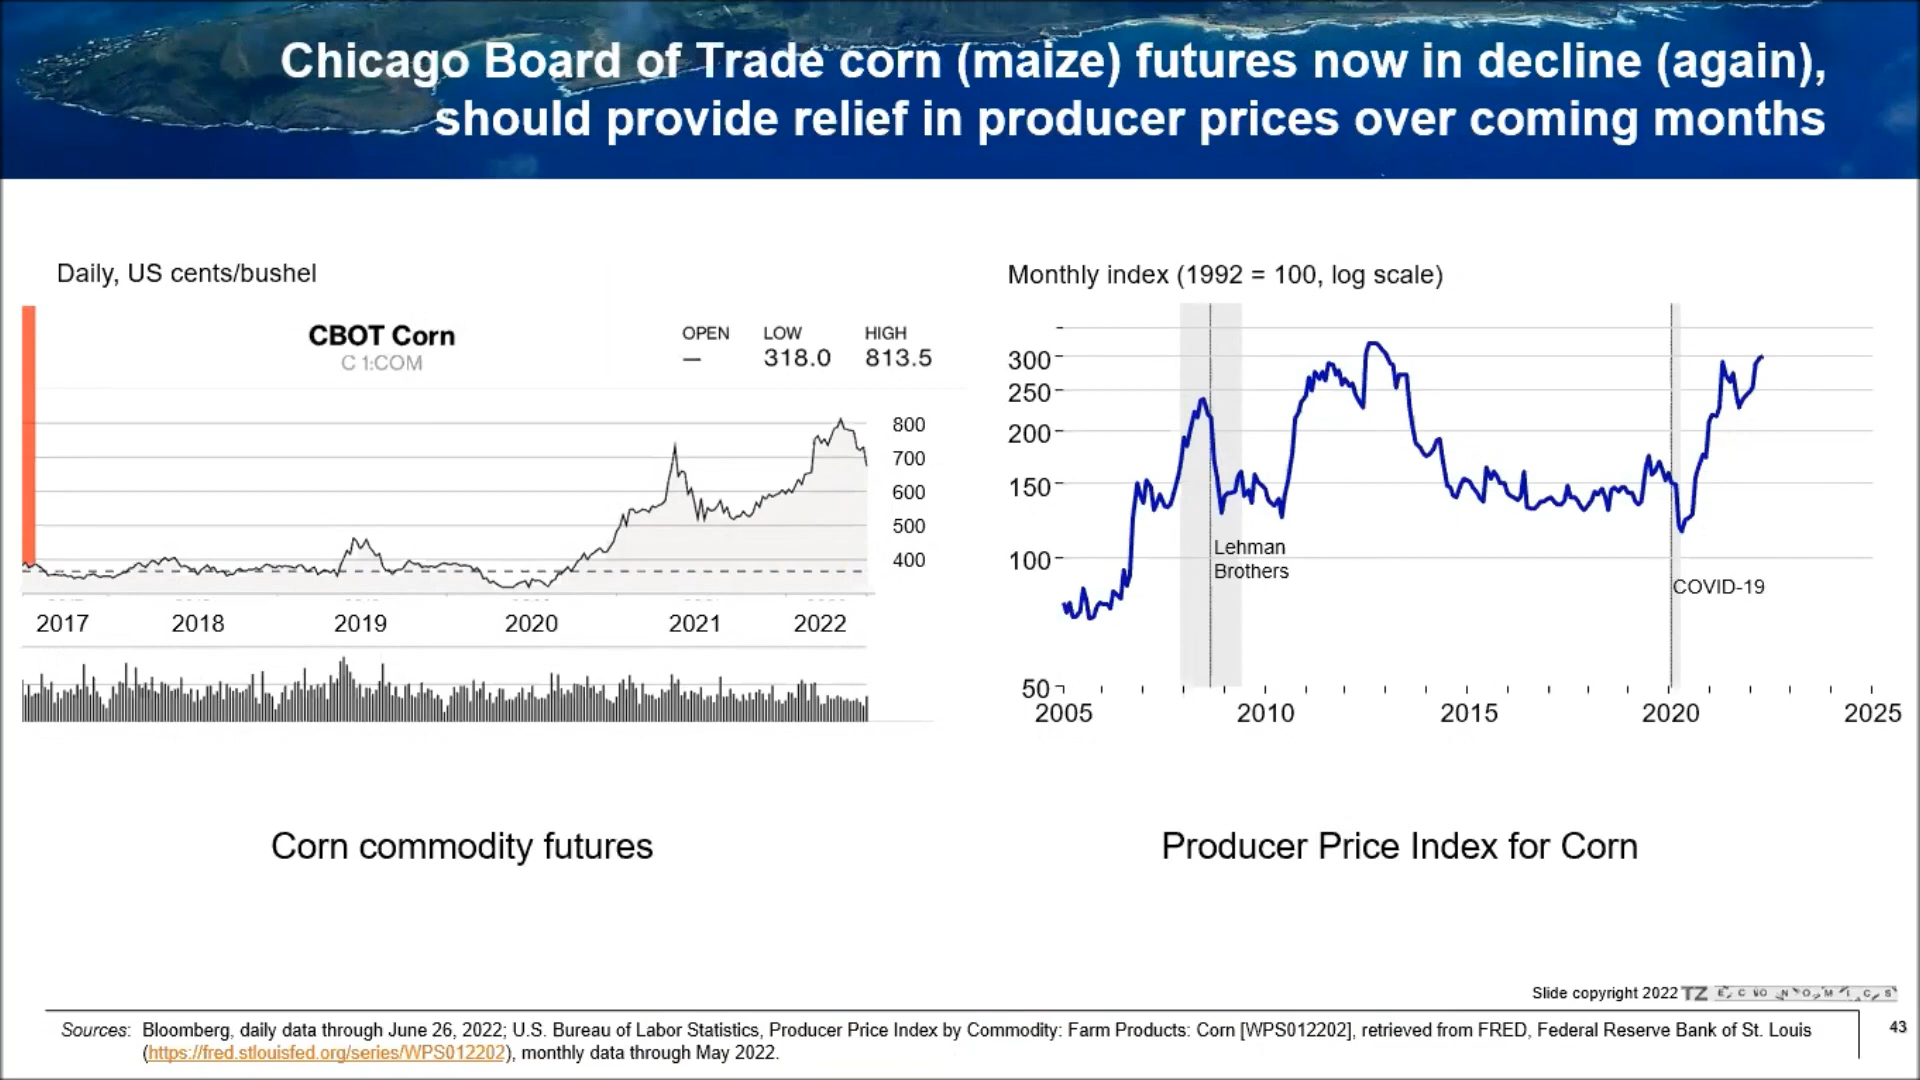 Chicago Board of Trade corn (maize) futures now in decline (again),
should provide relief in producer prices over coming months
Daily, US cents/bushel
CBOT Corn
C 1:COM
OPEN LOW HIGH
— 318.0 813.5
800
700
600
500
400
2017 2018 2019 2020 2021 2022
Corn commodity futures
Monthly index (1992 = 100, log scale)
300
250
200
150
100
50
Lehman
Brothers
COVID-19
2005 2010 2015 2020 2025
Producer Price Index for Corn
Slide copyright 2022 TZ ECONOMICS
Sources: Bloomberg, daily data through June 26, 2022; U.S. Bureau of Labor Statistics, Producer Price Index by Commodity: Farm Products: Corn [WPS012202], retrieved from FRED, Federal Reserve Bank of St. Louis
(https://fred.stlouisfed.org/series/WPS012202), monthly data through May 2022.
43